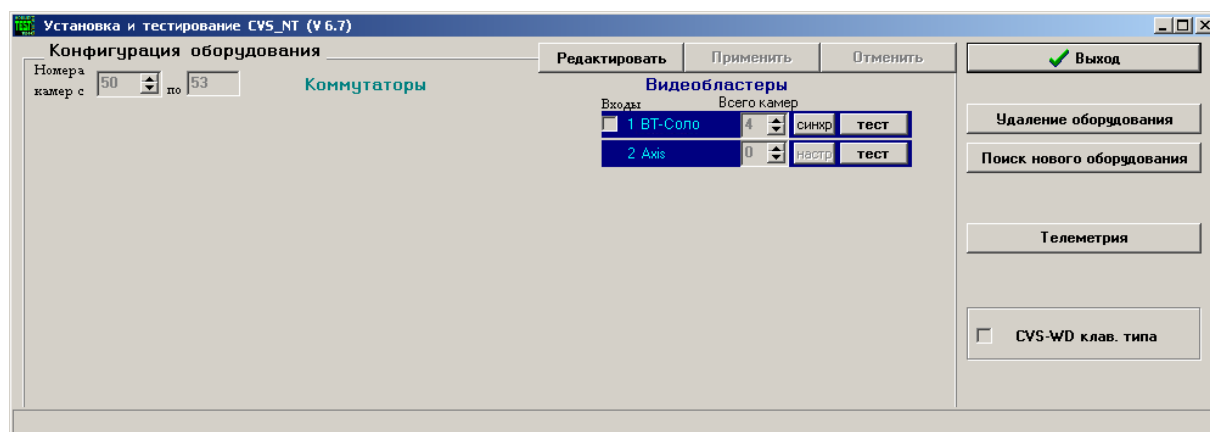 Установка и тестирование CVS_NT (V 6.7)
Конфигурация оборудования
Редактировать
Применить
Отменить
Выход
Номера
камер с 50 по 53
Коммутаторы
Видеобластеры
Входы Всего камер
1 BT-Соло 4 синхр тест
2 Axis 0 настр тест
Удаление оборудования
Поиск нового оборудования
Телеметрия
CVS-WD клав. типа